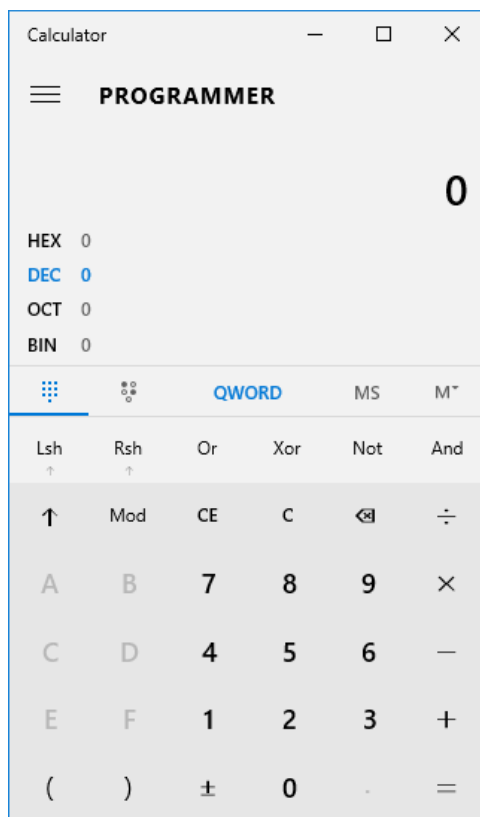 Calculator
PROGRAMMER
0
HEX 0
DEC 0
OCT 0
BIN 0
QWORD MS M
Lsh Rsh Or Xor Not And
↑ Mod CE C ÷
A B 7 8 9 ×
C D 4 5 6 −
E F 1 2 3 +
( ) ± 0 . =